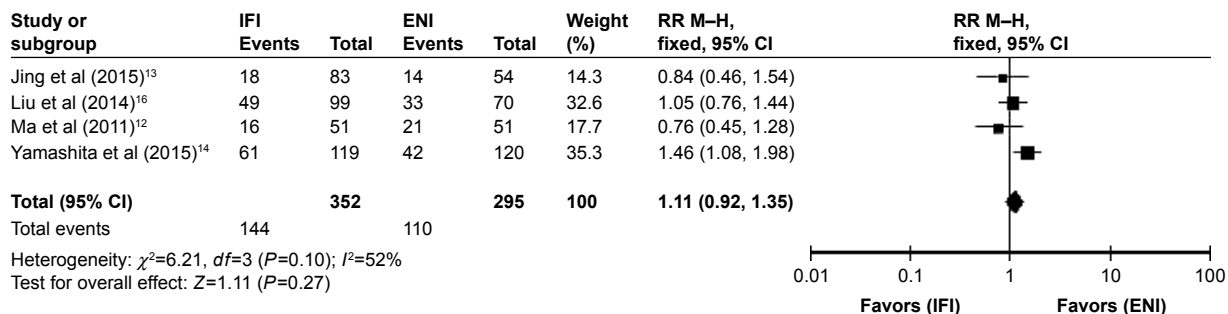 Study or subgroup IFI Events Total ENI Events Total Weight (%) RR M–H, fixed, 95% CI RR M–H, fixed, 95% CI
Jing et al (2015)¹³ 18 83 14 54 14.3 0.84 (0.46, 1.54)
Liu et al (2014)¹⁶ 49 99 33 70 32.6 1.05 (0.76, 1.44)
Ma et al (2011)¹² 16 51 21 51 17.7 0.76 (0.45, 1.28)
Yamashita et al (2015)¹⁴ 61 119 42 120 35.3 1.46 (1.08, 1.98)
Total (95% CI) 352 295 100 1.11 (0.92, 1.35)
Total events 144 110
Heterogeneity: χ²=6.21, df=3 (P=0.10); I²=52%
Test for overall effect: Z=1.11 (P=0.27)
0.01 0.1 1 10 100
Favors (IFI) Favors (ENI)